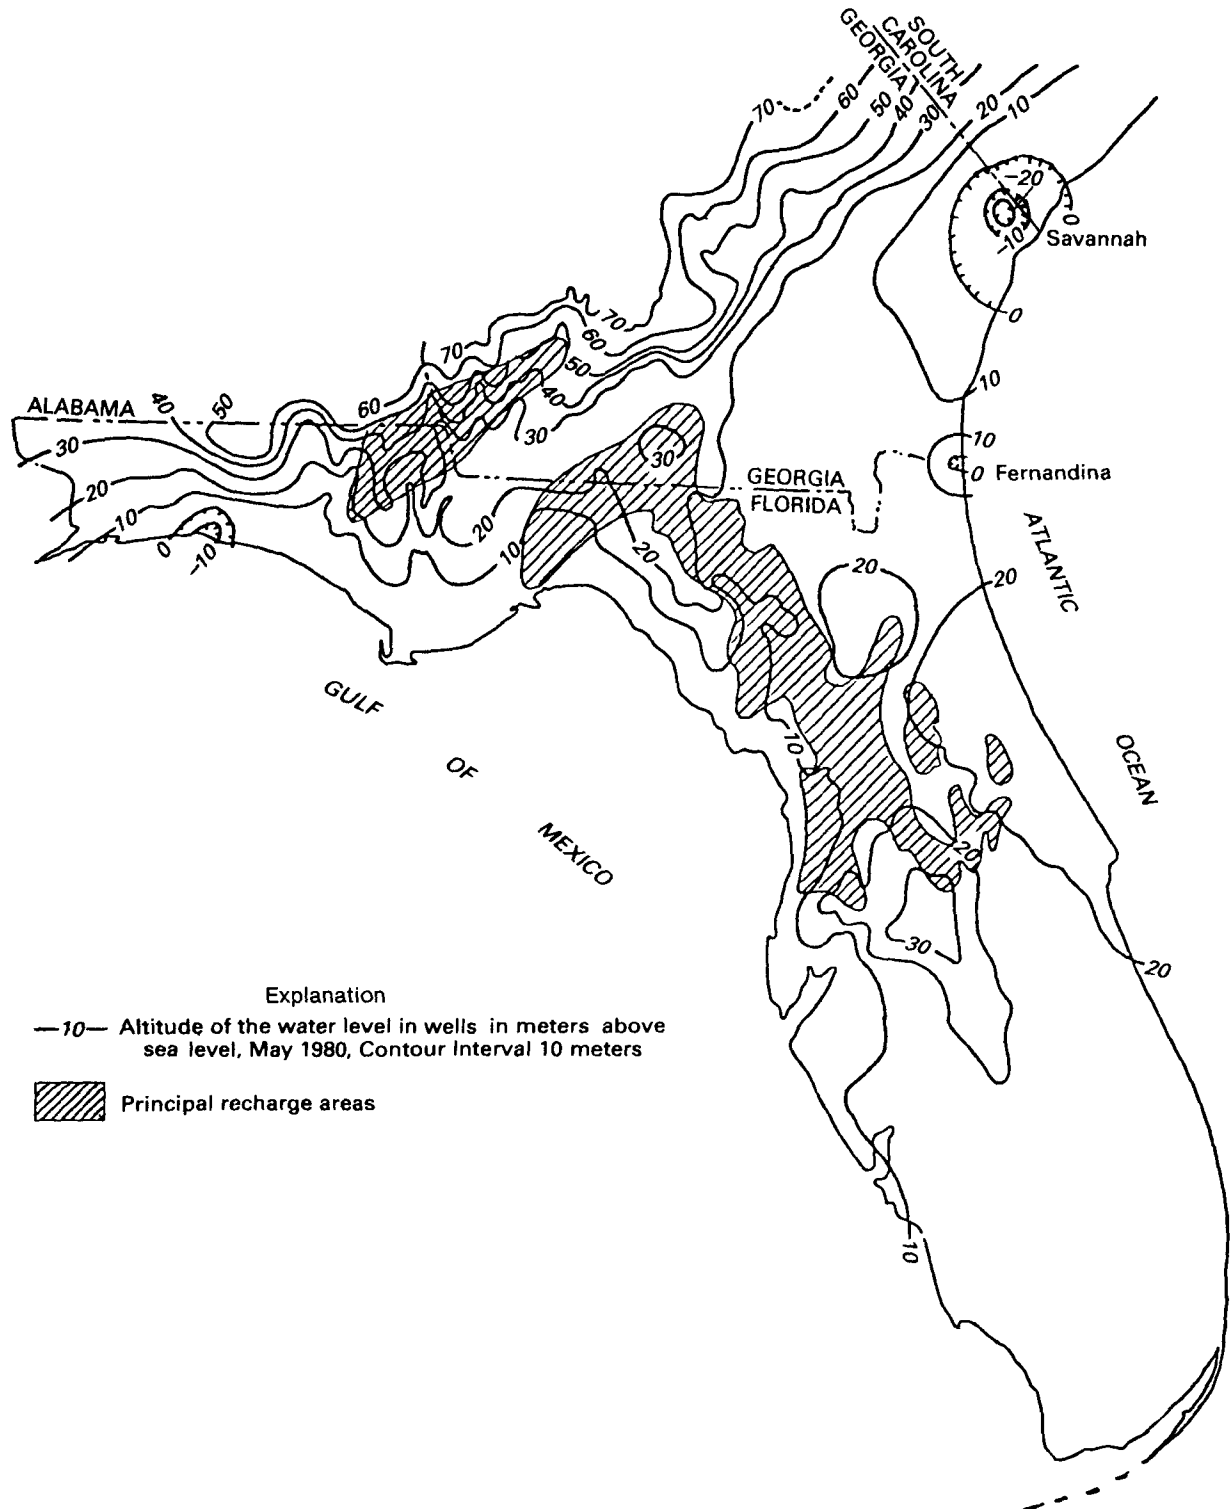 SOUTH
CAROLINA
GEORGIA
70
60
50
40
30
20
10
-20
0
-10
Savannah
0
70
60
70
50
10
40
60
ALABAMA
40
50
30
30
30
10
0
Fernandina
GEORGIA
FLORIDA
20
10
20
10
20
0
-10
20
20
ATLANTIC
OCEAN
GULF
OF
MEXICO
10
20
30
20
10
Explanation
—10— Altitude of the water level in wells in meters above
sea level, May 1980, Contour Interval 10 meters
Principal recharge areas